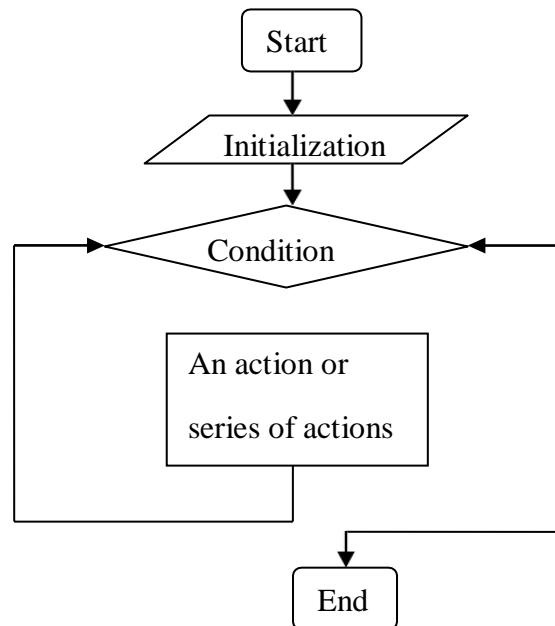 Start
Initialization
Condition
An action or
series of actions
End